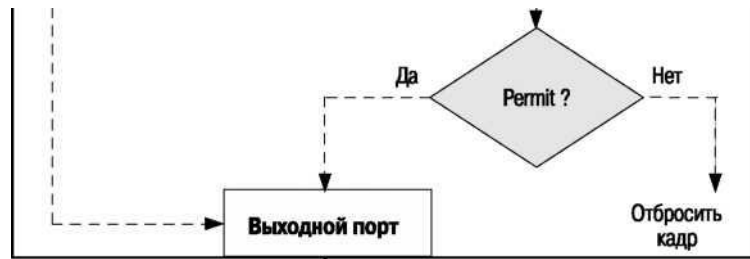 Да
Permit ?
Нет
Выходной порт
Отбросить
кадр